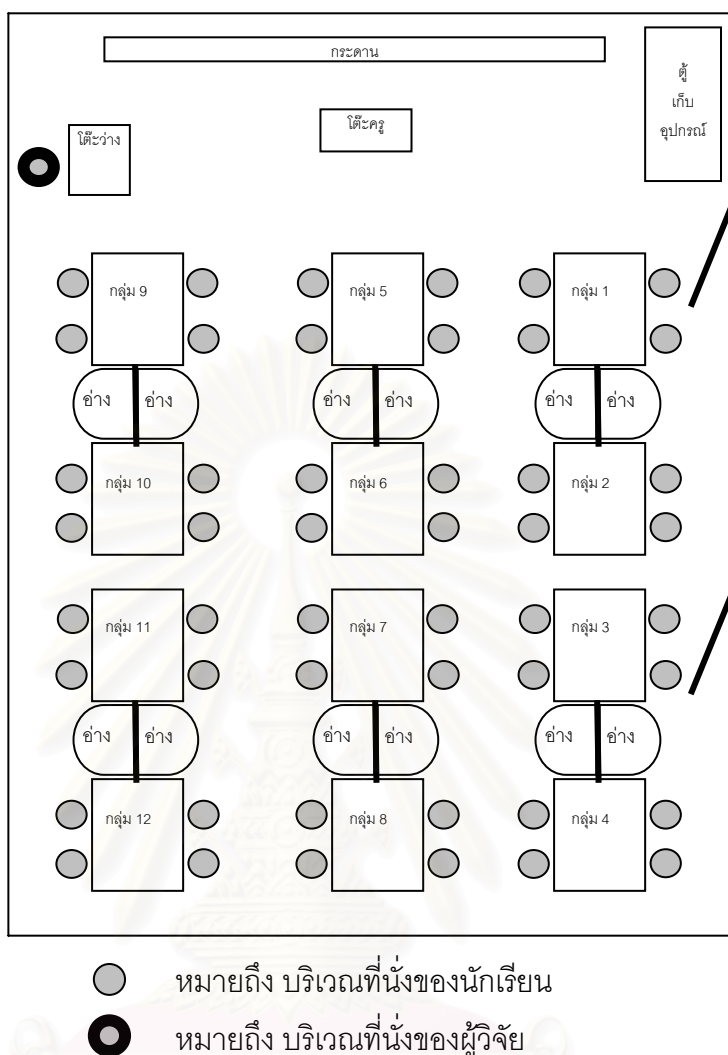 กระดาน
ตู้
เก็บ
อุปกรณ์
โต๊ะว่าง
โต๊ะครู
กลุ่ม 9
กลุ่ม 5
กลุ่ม 1
อ่าง อ่าง
อ่าง อ่าง
อ่าง อ่าง
กลุ่ม 10
กลุ่ม 6
กลุ่ม 2
กลุ่ม 11
กลุ่ม 7
กลุ่ม 3
อ่าง อ่าง
อ่าง อ่าง
อ่าง อ่าง
กลุ่ม 12
กลุ่ม 8
กลุ่ม 4
หมายถึง บริเวณที่นั่งของนักเรียน
หมายถึง บริเวณที่นั่งของผู้วิจัย